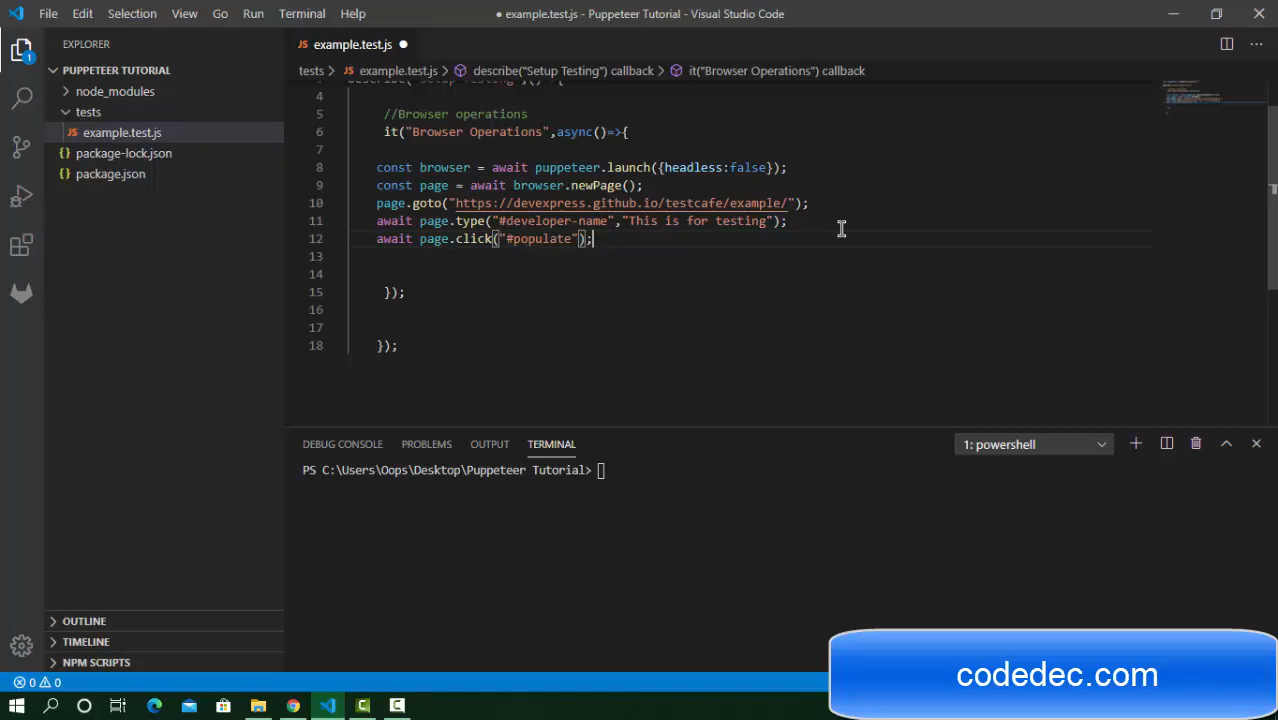 File Edit Selection View Go Run Terminal Help
● example.test.js - Puppeteer Tutorial - Visual Studio Code
EXPLORER
JS example.test.js ●
PUPPETEER TUTORIAL
tests > JS example.test.js > describe("Setup Testing") callback > it("Browser Operations") callback
node_modules
tests
JS example.test.js
{} package-lock.json
{} package.json
1
4
5 //Browser operations
6 it("Browser Operations",async()=>{
7
8 const browser = await puppeteer.launch({headless:false});
9 const page = await browser.newPage();
10 page.goto("https://devexpress.github.io/testcafe/example/");
11 await page.type("#developer-name","This is for testing");
12 await page.click("#populate");
13
14
15 });
16
17
18 });
DEBUG CONSOLE PROBLEMS OUTPUT TERMINAL
1: powershell
PS C:\Users\Oops\Desktop\Puppeteer Tutorial>
OUTLINE
TIMELINE
NPM SCRIPTS
0 0
codedec.com